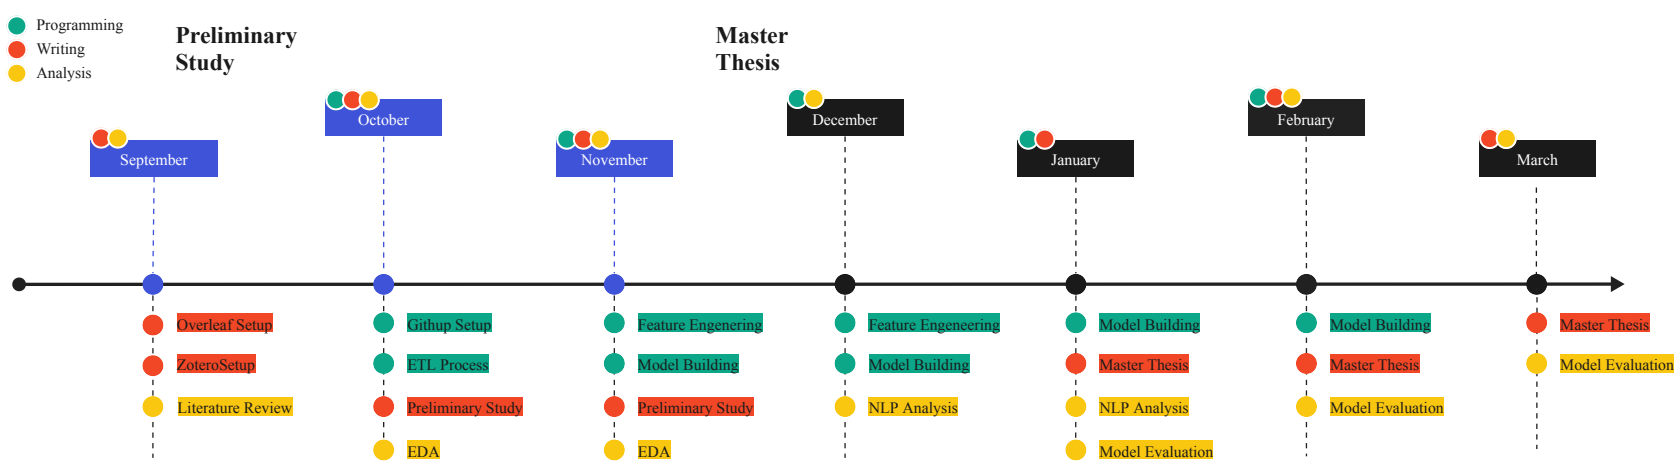 Programming
Writing
Analysis
Preliminary
Study
Master
Thesis
September
October
November
December
January
February
March
Overleaf Setup
ZoteroSetup
Literature Review
Githup Setup
ETL Process
Preliminary Study
EDA
Feature Engenering
Model Building
Preliminary Study
EDA
Feature Engeneering
Model Building
NLP Analysis
Model Building
Master Thesis
NLP Analysis
Model Evaluation
Model Building
Master Thesis
Model Evaluation
Master Thesis
Model Evaluation